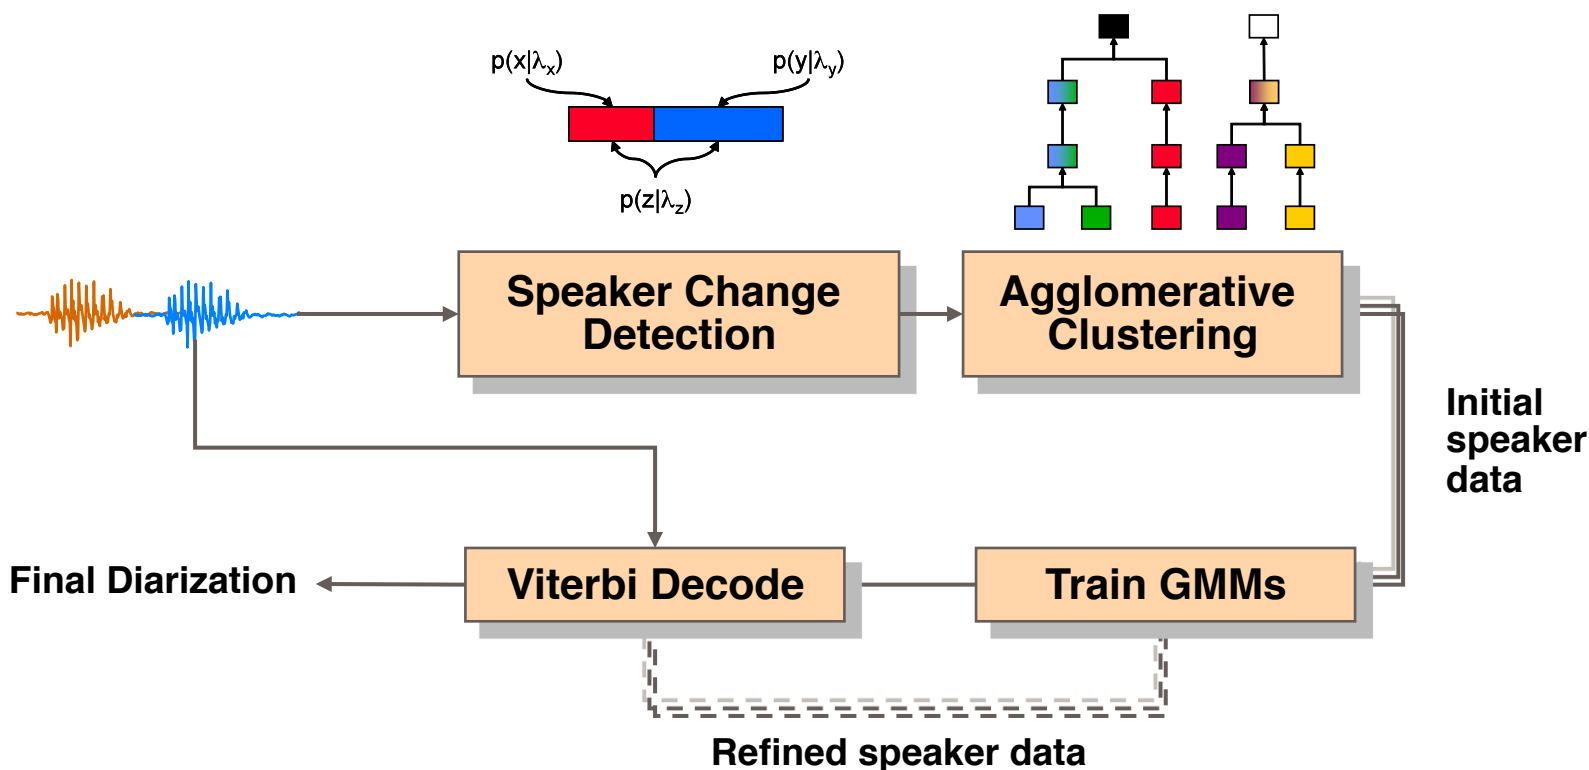 p(x|λx)
p(y|λy)
p(z|λz)
Speaker Change
Detection
Agglomerative
Clustering
Initial
speaker
data
Final Diarization
Viterbi Decode
Train GMMs
Refined speaker data